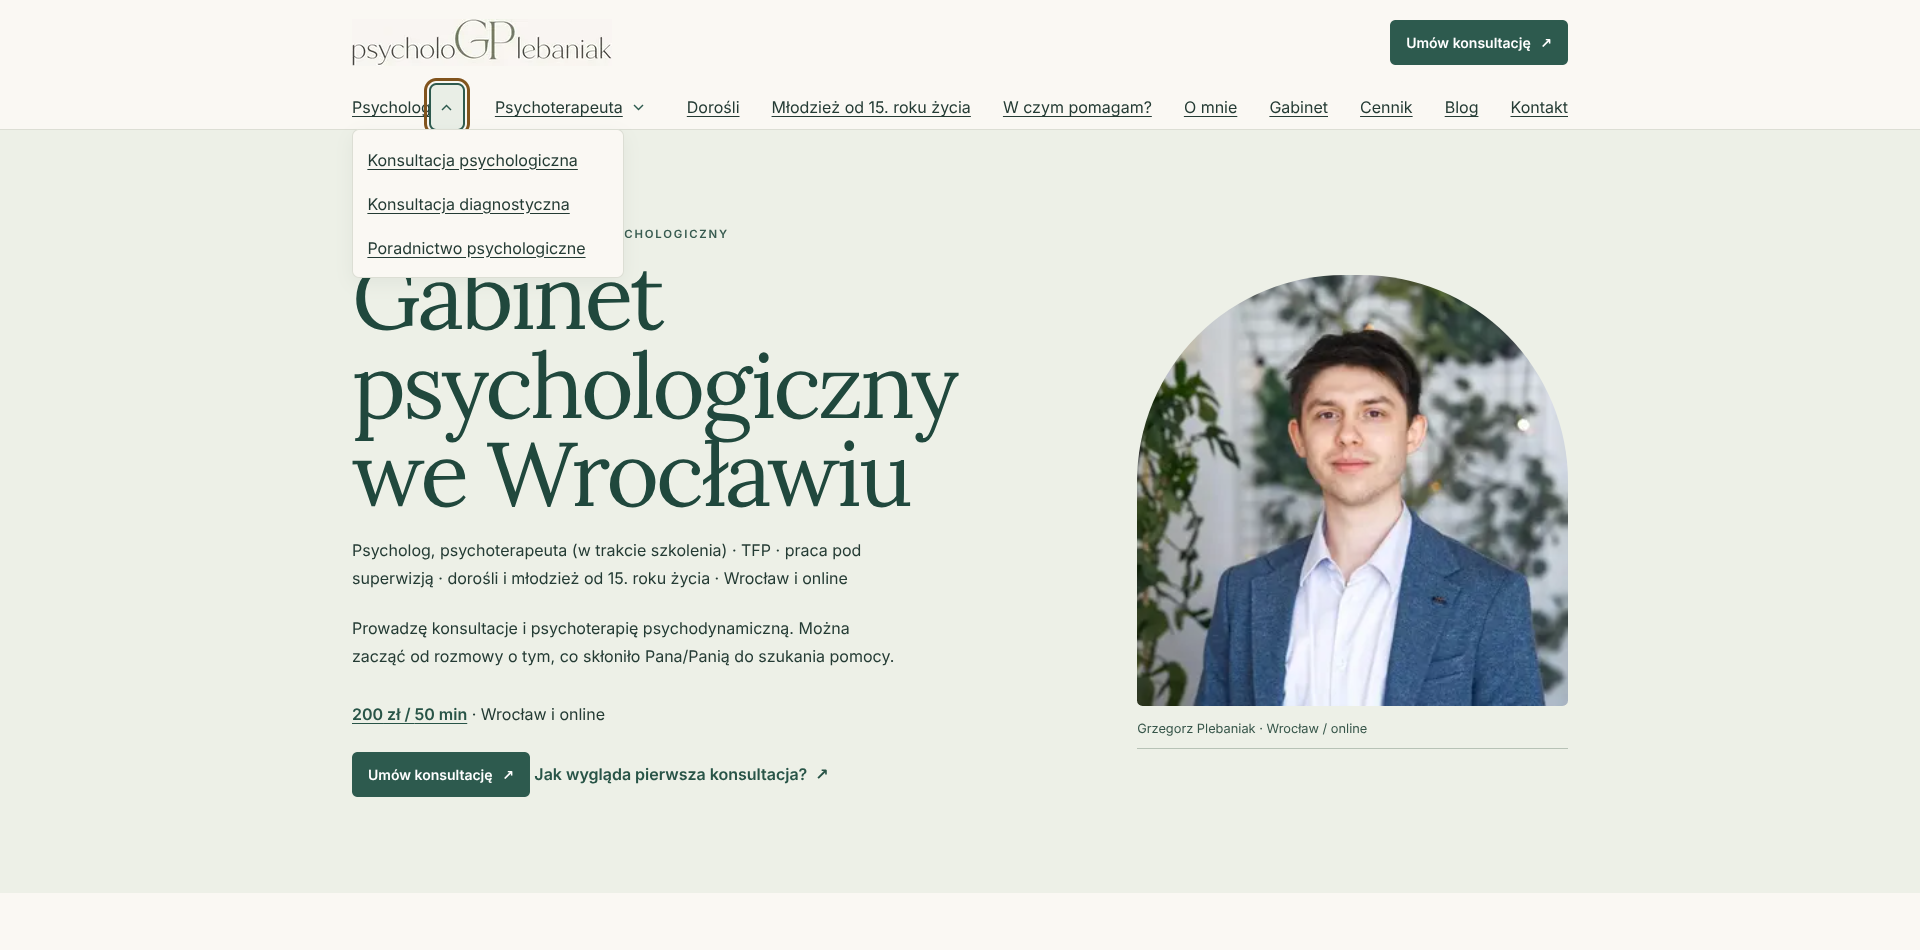 psycholoGPlebaniak
Umów konsultację ↗
Psycholog
Psychoterapeuta
Dorośli
Młodzież od 15. roku życia
W czym pomagam?
O mnie
Gabinet
Cennik
Blog
Kontakt
Konsultacja psychologiczna
Konsultacja diagnostyczna
Poradnictwo psychologiczne
CHOLOGICZNY
Gabinet
psychologiczny
we Wrocławiu
Psycholog, psychoterapeuta (w trakcie szkolenia) · TFP · praca pod
superwizją · dorośli i młodzież od 15. roku życia · Wrocław i online
Prowadzę konsultacje i psychoterapię psychodynamiczną. Można
zacząć od rozmowy o tym, co skłoniło Pana/Panią do szukania pomocy.
200 zł / 50 min · Wrocław i online
Umów konsultację ↗
Jak wygląda pierwsza konsultacja? ↗
Grzegorz Plebaniak · Wrocław / online